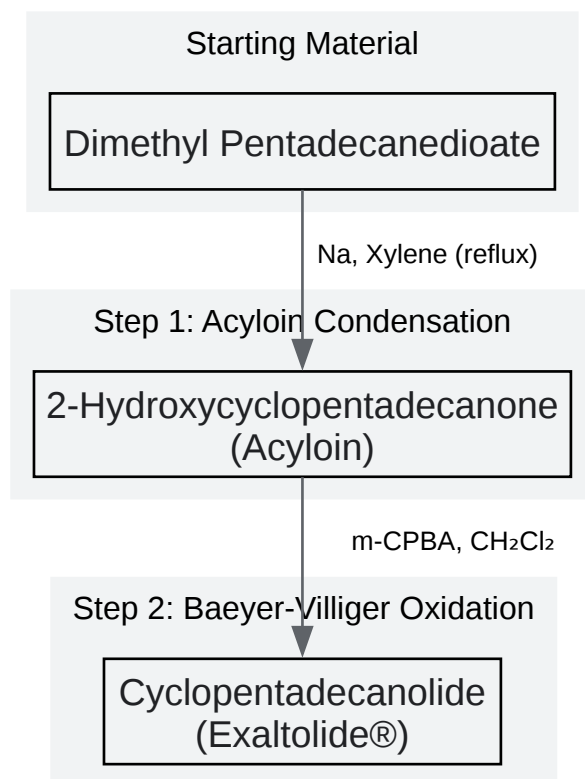 Starting Material
Dimethyl Pentadecanedioate
Na, Xylene (reflux)
Step 1: Acyloin Condensation
2-Hydroxycyclopentadecanone
(Acyloin)
m-CPBA, CH₂Cl₂
Step 2: Baeyer-Villiger Oxidation
Cyclopentadecanolide
(Exaltolide®)